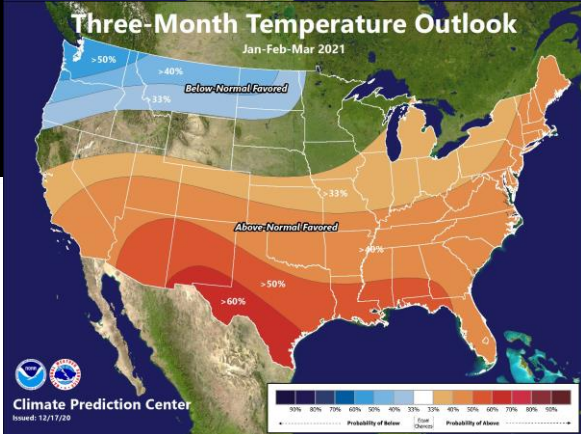 Three-Month Temperature Outlook
Jan-Feb-Mar 2021
>50%
>40%
Below-Normal Favored
>33%
>33%
Above-Normal Favored
>40%
>50%
>60%
Climate Prediction Center
Issued: 12/17/20
90% 80% 70% 60% 50% 40% 33% 33% 40% 50% 60% 70% 80% 90%
Probability of Below Equal Chances Probability of Above